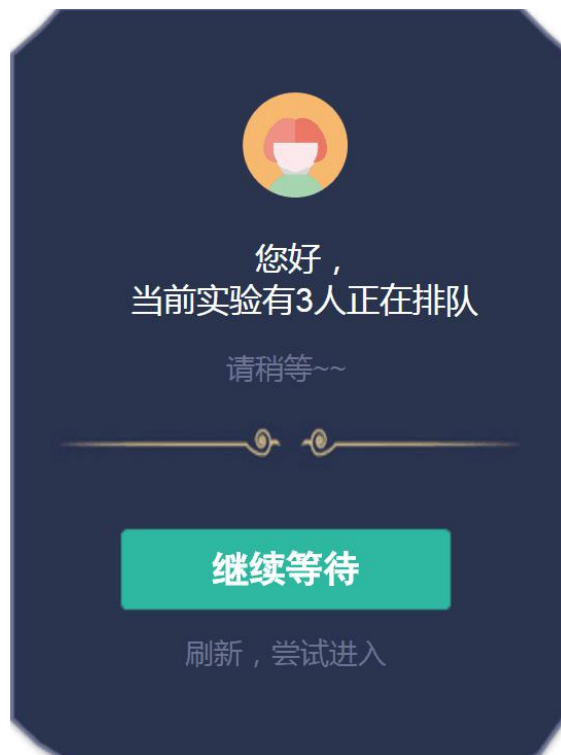 您好，
当前实验有3人正在排队
请稍等~~
继续等待
刷新，尝试进入